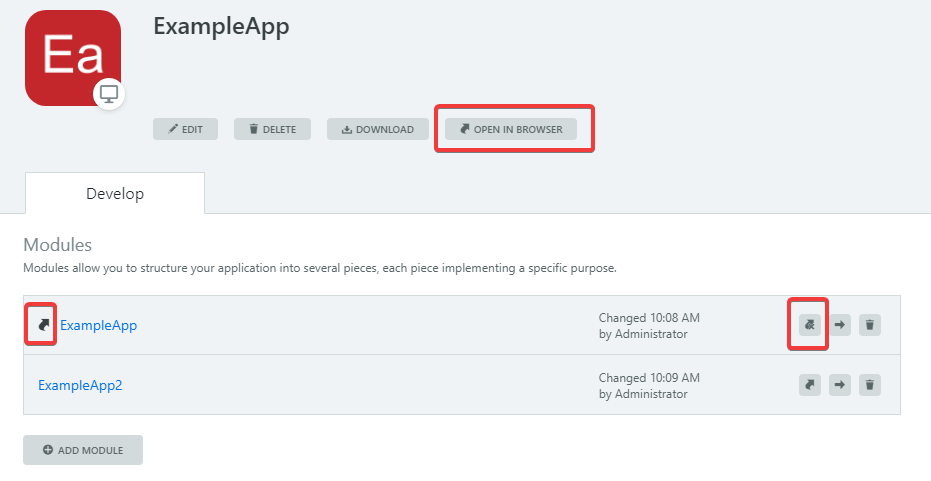 ExampleApp
Ea
EDIT
DELETE
DOWNLOAD
OPEN IN BROWSER
Develop
Modules
Modules allow you to structure your application into several pieces, each piece implementing a specific purpose.
ExampleApp
Changed 10:08 AM
by Administrator
ExampleApp2
Changed 10:09 AM
by Administrator
ADD MODULE